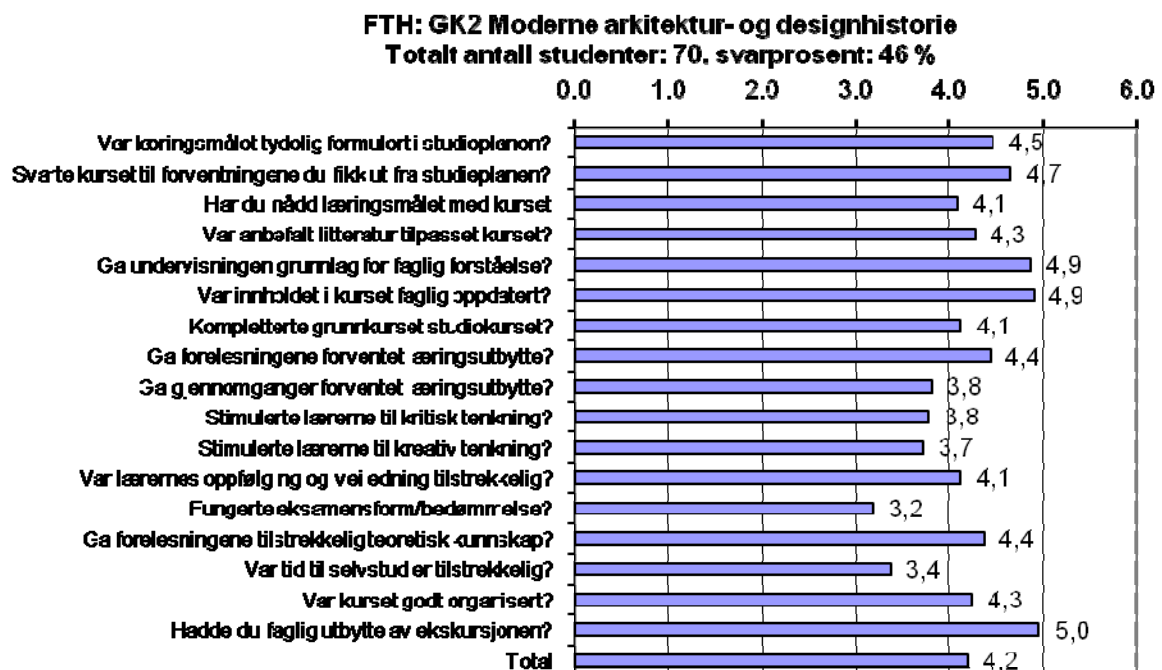 FTH: GK2 Moderne arkitektur- og designhistorie
Totalt antall studenter: 70, svarprosent: 46 %
0.0 1.0 2.0 3.0 4.0 5.0 6.0
Var læringsmålet tydelig formulert i studieplanen? 4,5
Svarte kurset til forventningene du fikk ut fra studieplanen? 4,7
Har du nådd læringsmålet med kurset 4,1
Var anbefalt litteratur tilpasset kurset? 4,3
Ga undervisningen grunnlag for faglig forståelse? 4,9
Var innholdet i kurset faglig oppdatert? 4,9
Kompletterte grunnkurset studiokurset? 4,1
Ga forelesningene forventet læringsutbytte? 4,4
Ga gjennomganger forventet læringsutbytte? 3,8
Stimulerte lærerne til kritisk tenkning? 3,8
Stimulerte lærerne til kreativ tenkning? 3,7
Var lærernes oppfølging og veiledning tilstrekkelig? 4,1
Fungerte eksamensform/bedømmelse? 3,2
Ga forelesningene tilstrekkelig teoretisk kunnskap? 4,4
Var tid til selvstudier tilstrekkelig? 3,4
Var kurset godt organisert? 4,3
Hadde du faglig utbytte av ekskursjonen? 5,0
Total 4,2